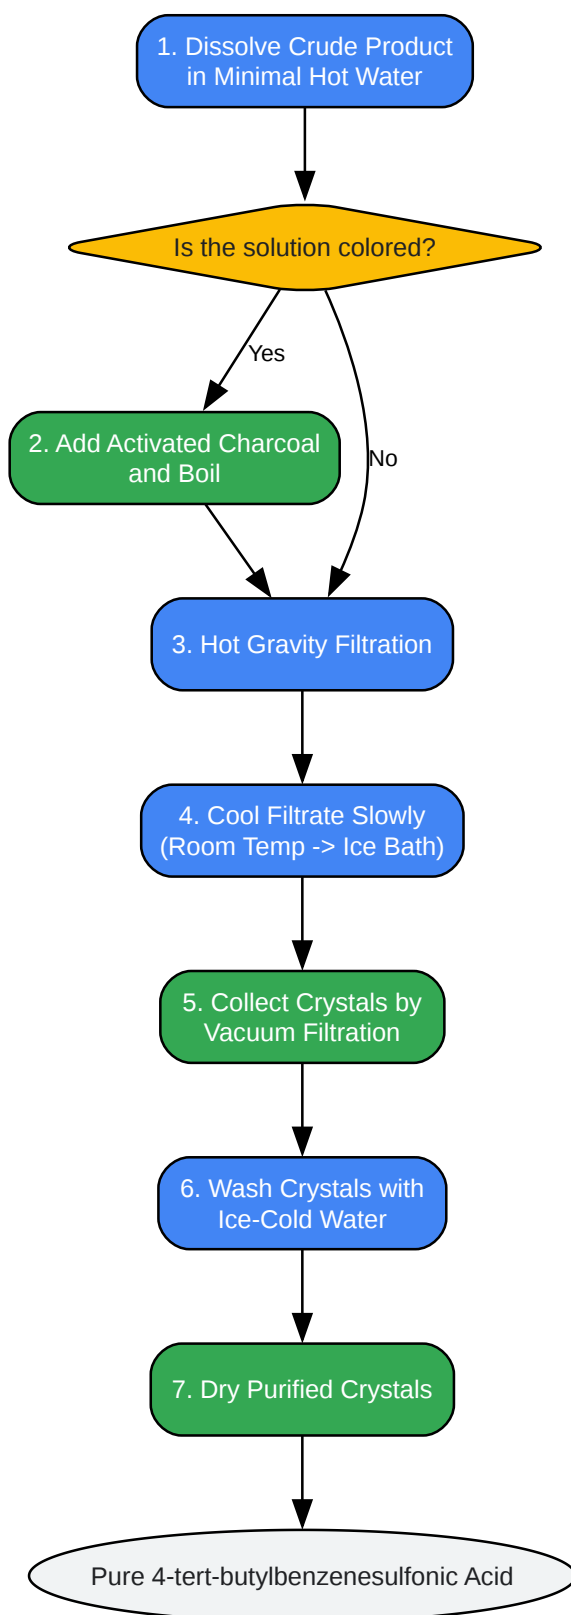 1. Dissolve Crude Product
in Minimal Hot Water
Is the solution colored?
Yes
2. Add Activated Charcoal
and Boil
No
3. Hot Gravity Filtration
4. Cool Filtrate Slowly
(Room Temp -> Ice Bath)
5. Collect Crystals by
Vacuum Filtration
6. Wash Crystals with
Ice-Cold Water
7. Dry Purified Crystals
Pure 4-tert-butylbenzenesulfonic Acid